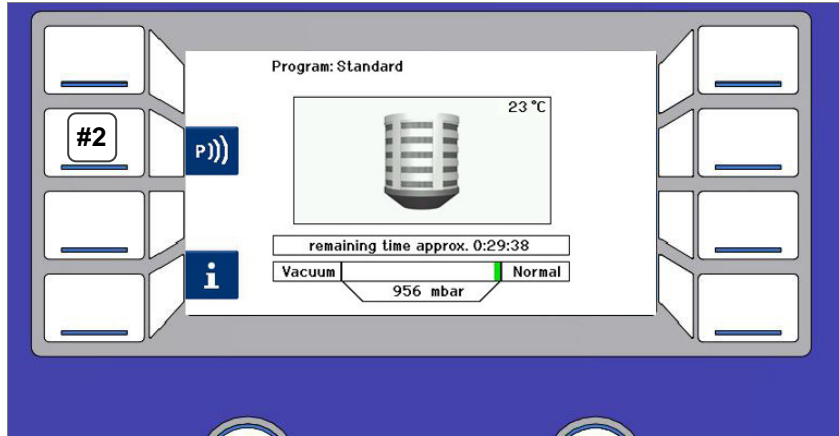 Program: Standard
23 °C
#2
P)))
remaining time approx. 0:29:38
i
Vacuum
Normal
956 mbar